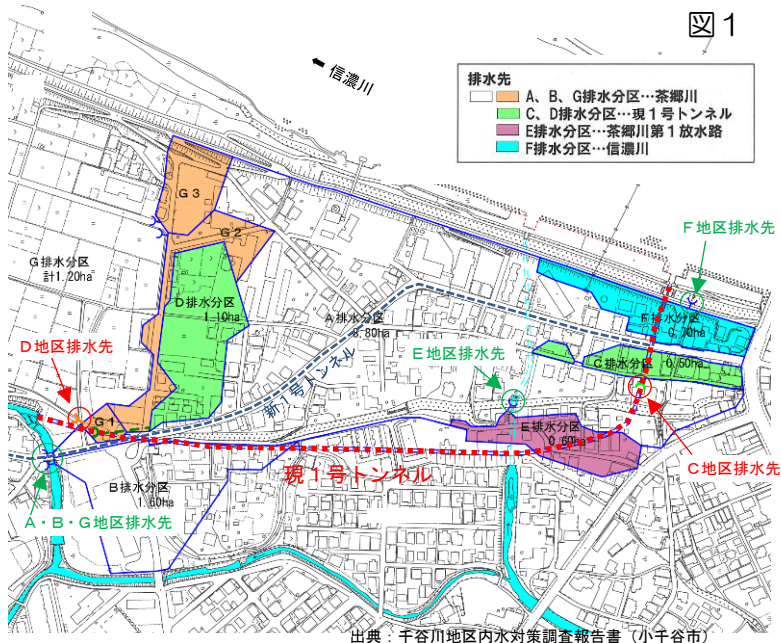 図1
← 信濃川
排水先
A、B、G排水分区…茶郷川
C、D排水分区…現1号トンネル
E排水分区…茶郷川第1放水路
F排水分区…信濃川
G3
G2
F地区排水先
G排水分区
計1.20ha
D排水分区
1.10ha
A排水分区
.80ha
F排水分区
0.70ha
D地区排水先
新1号トンネル
E地区排水先
C排水分区 0.50ha
G1
E排水分区
0.60ha
現1号トンネル
C地区排水先
B排水分区
1.60ha
A・B・G地区排水先
出典：千谷川地区内水対策調査報告書（小千谷市）